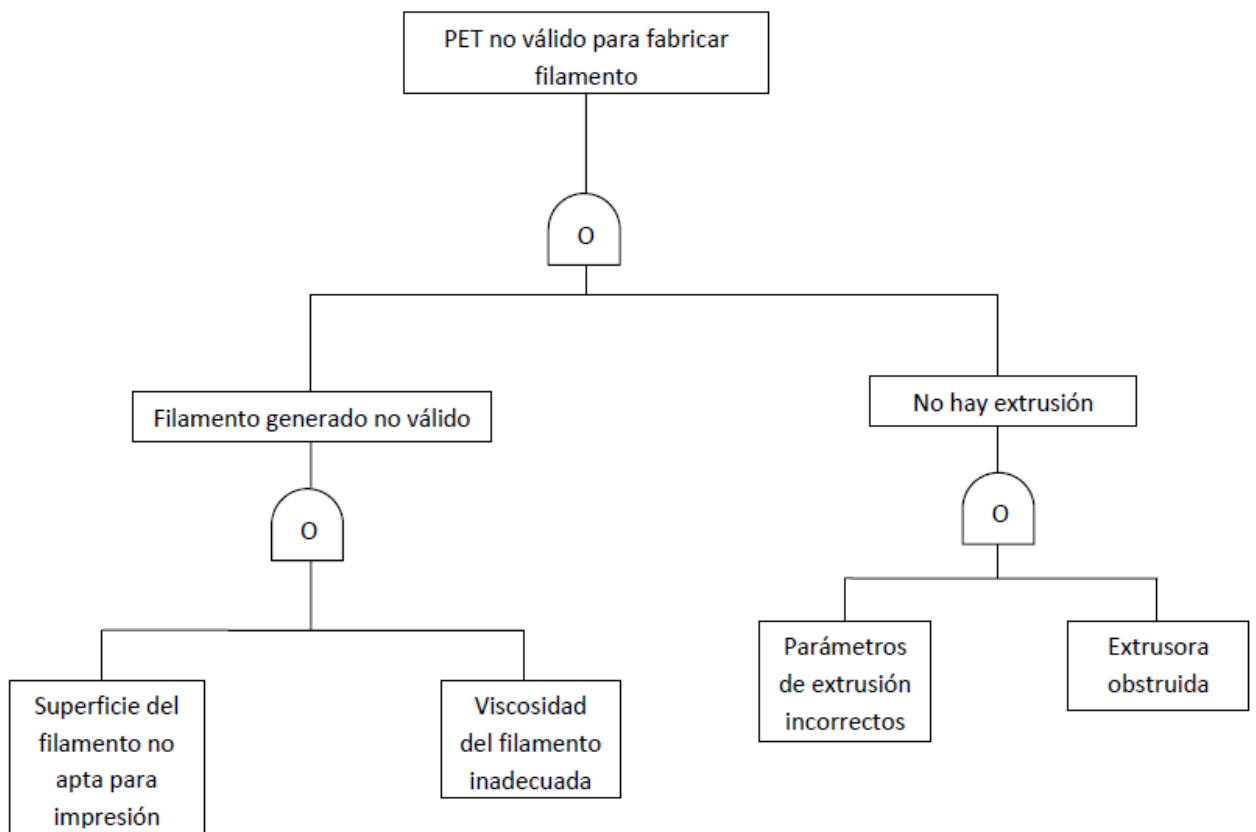 PET no válido para fabricar
filamento
O
Filamento generado no válido
No hay extrusión
O
O
Superficie del
filamento no
apta para
impresión
Viscosidad
del filamento
inadecuada
Parámetros
de extrusión
incorrectos
Extrusora
obstruida